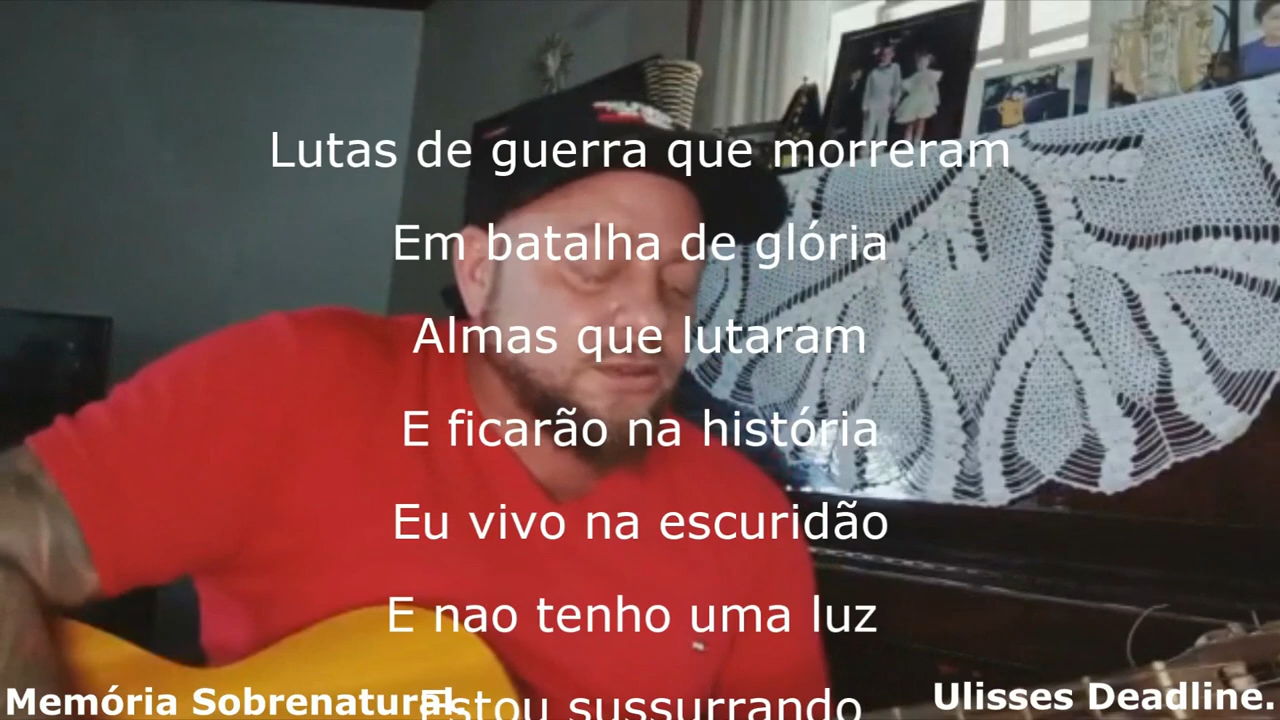 Lutas de guerra que morreram
Em batalha de glória
Almas que lutaram
E ficarão na história
Eu vivo na escuridão
E nao tenho uma luz
Estou sussurrando
Memória Sobrenatural
Ulisses Deadline.